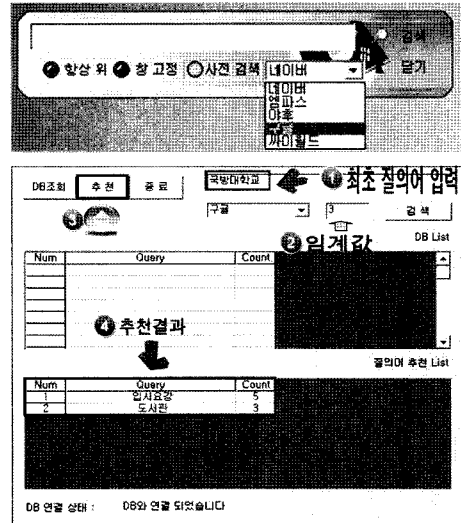 검색
항상 위 창 고정 사전 검색 네이버 닫기
네이버
엠파스
야후
싸이월드
DB조회 추천 종료 국방대학교 ① 최초 질의어 입력
구글 3 검색
③ ② 임계값 DB List
Num Query Count
④ 추천결과
질의어 추천 List
Num Query Count
1 입시요강 5
2 도서관 3
DB 연결 상태 : DB와 연결 되었습니다